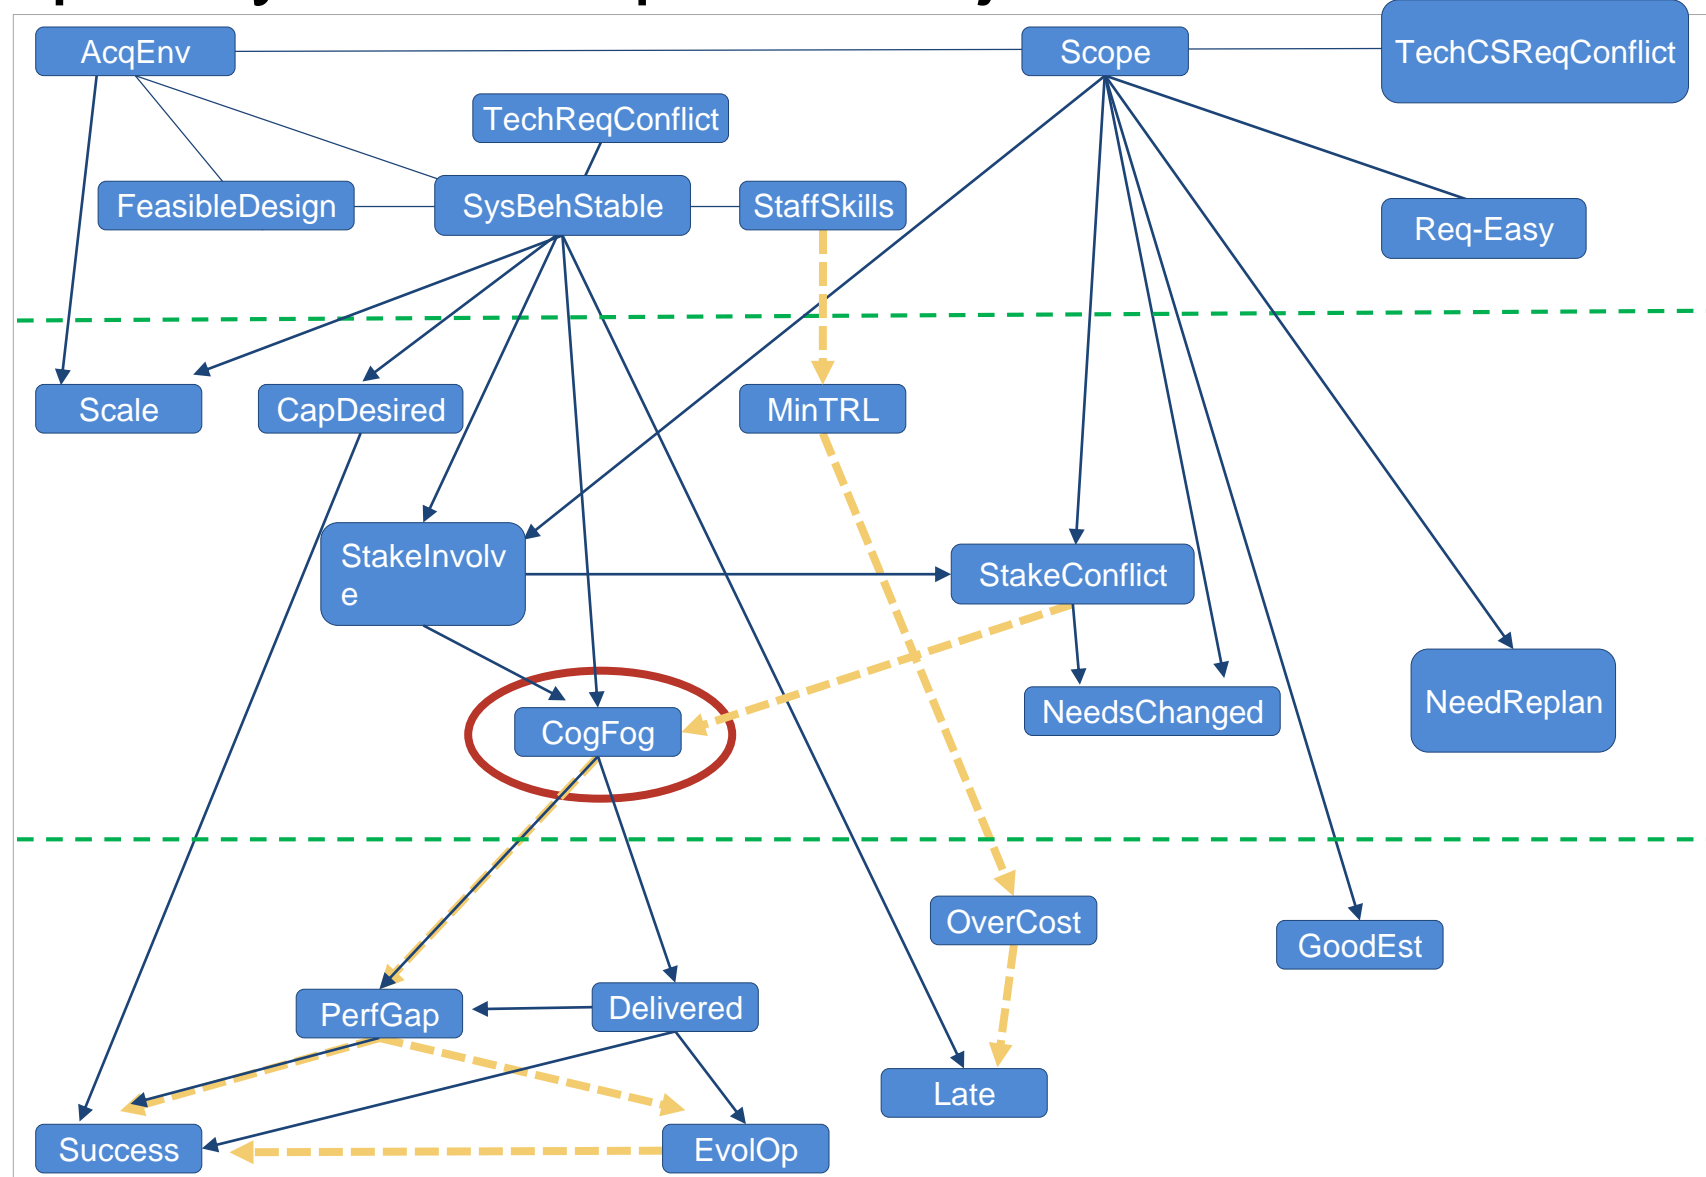 AcqEnv
Scope
TechCSReqConflict
TechReqConflict
FeasibleDesign
SysBehStable
StaffSkills
Req-Easy
Scale
CapDesired
MinTRL
StakeInvolv
e
StakeConflict
NeedsChanged
NeedReplan
CogFog
OverCost
GoodEst
PerfGap
Delivered
Late
Success
EvolOp